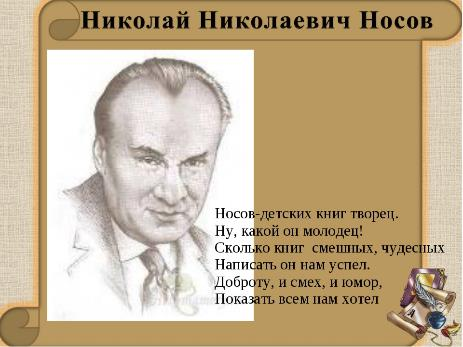 Николай Николаевич Носов
Носов-детских книг творец.
Ну, какой он молодец!
Сколько книг смешных, чудесных
Написать он нам успел.
Доброту, и смех, и юмор,
Показать всем нам хотел